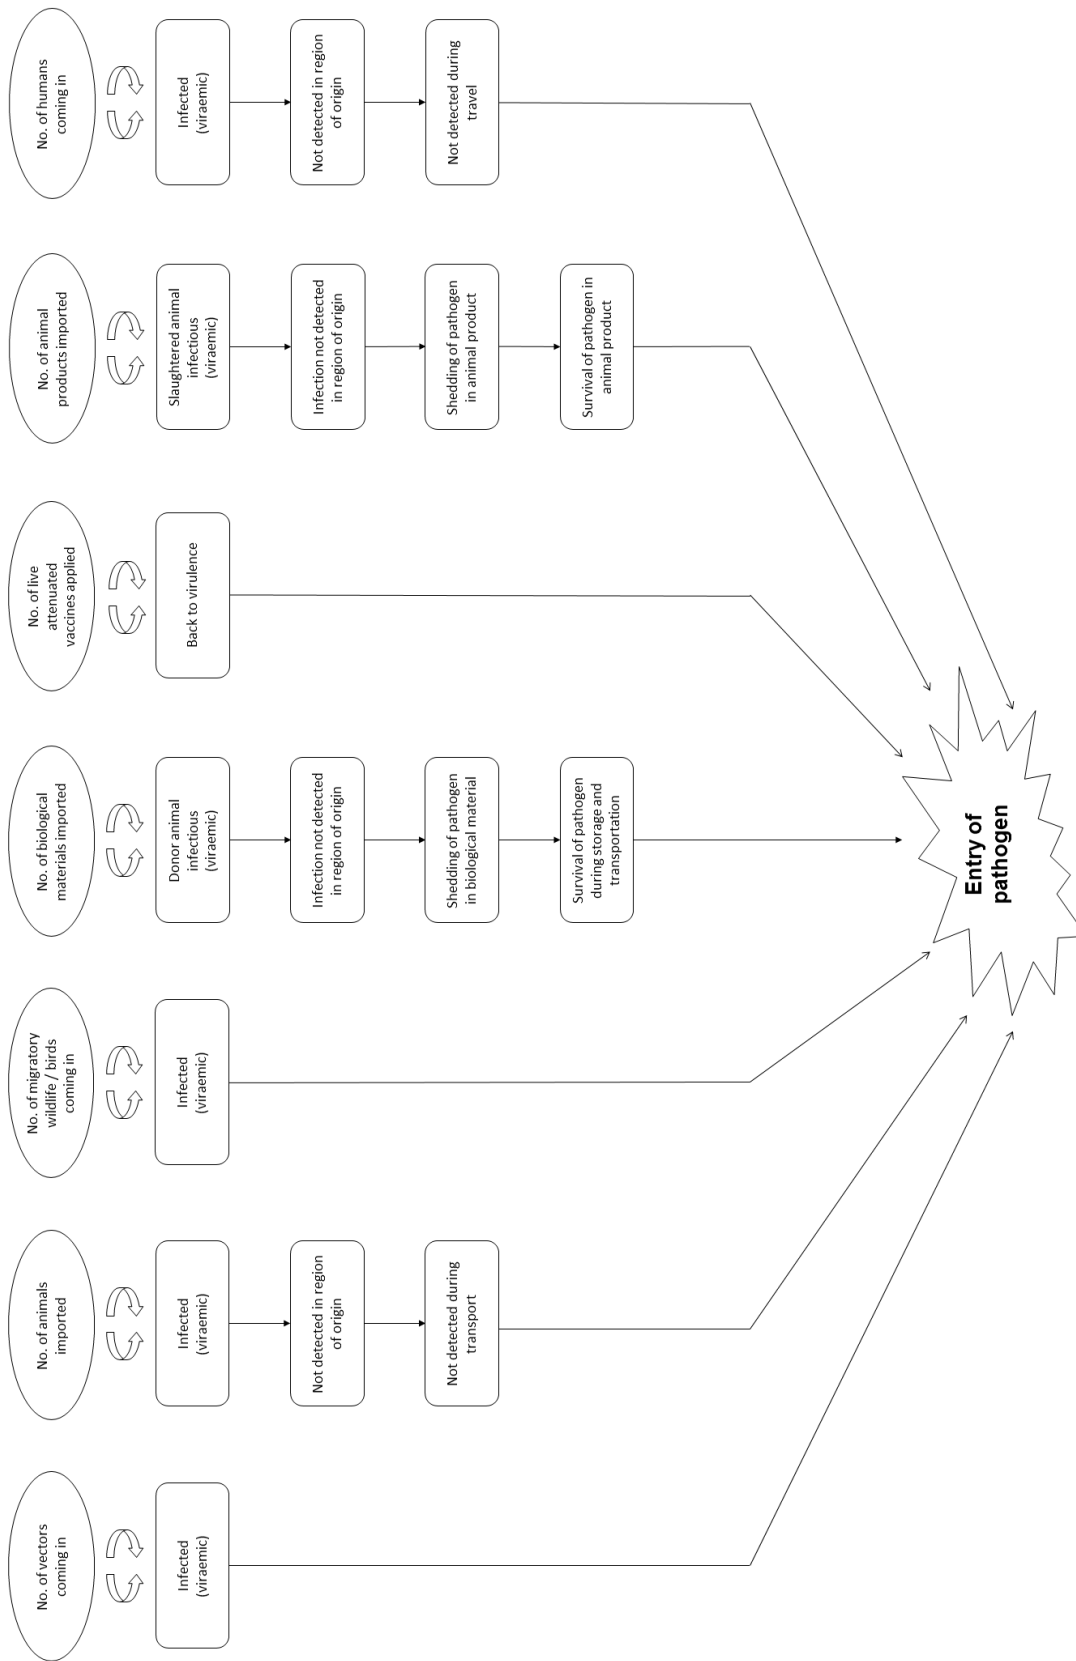 No. of vectors
coming in
Infected
(viraemic)
No. of animals
imported
Infected
(viraemic)
Not detected in region
of origin
Not detected during
transport
No. of migratory
wildlife / birds
coming in
Infected
(viraemic)
No. of biological
materials imported
Donor animal
infectious
(viraemic)
Infection not detected
in region of origin
Shedding of pathogen
in biological material
Survival of pathogen
during storage and
transportation
No. of live
attenuated
vaccines applied
Back to virulence
No. of animal
products imported
Slaughtered animal
infectious
(viraemic)
Infection not detected
in region of origin
Shedding of pathogen
in animal product
Survival of pathogen in
animal product
No. of humans
coming in
Infected
(viraemic)
Not detected in region
of origin
Not detected during
travel
Entry of
pathogen